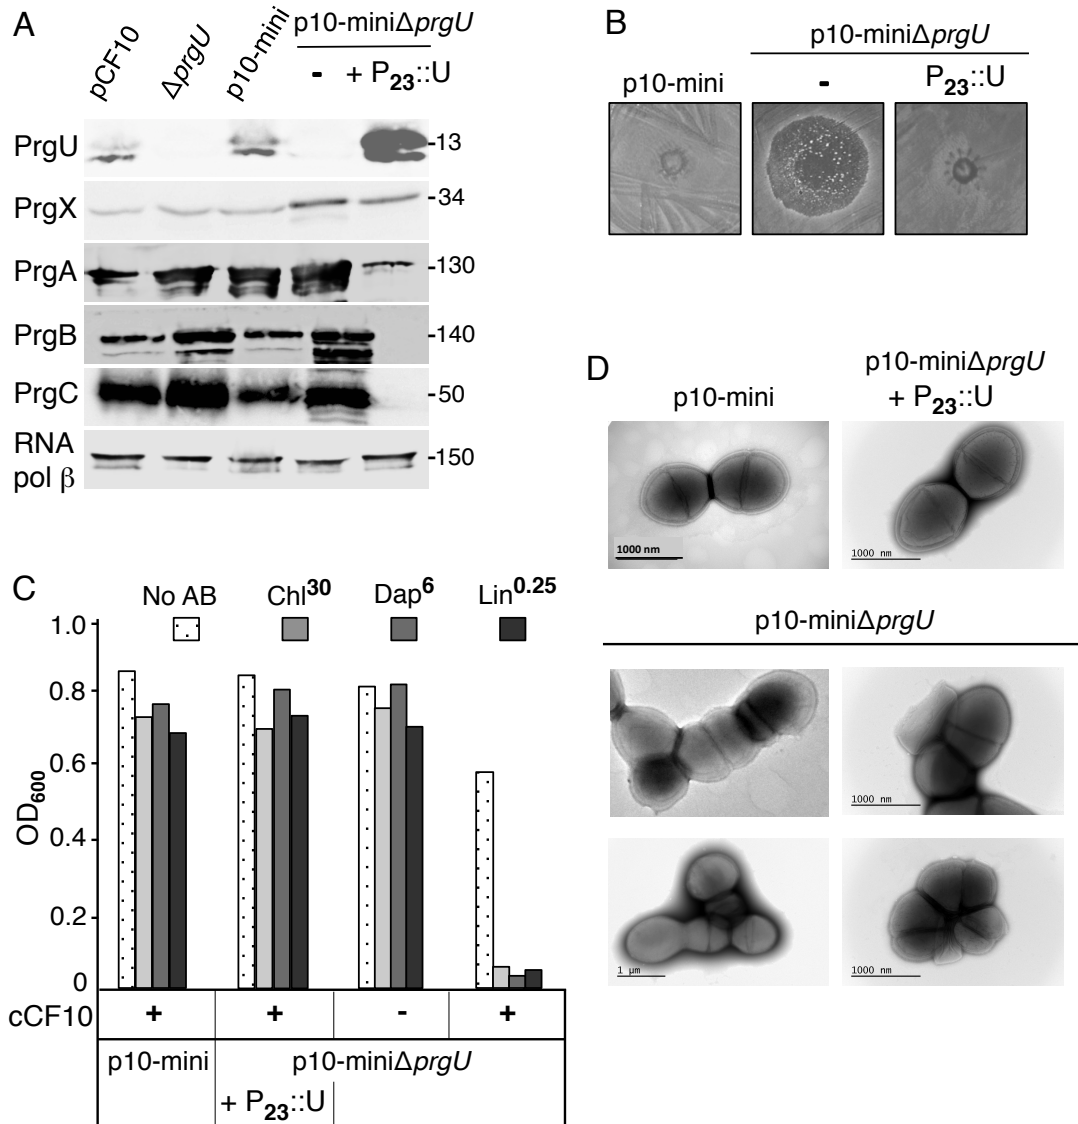 A
pCF10
ΔprgU
p10-mini
p10-miniΔprgU
-
+ P23::U
PrgU
-13
PrgX
-34
PrgA
-130
PrgB
-140
PrgC
-50
RNA
pol β
-150
B
p10-miniΔprgU
p10-mini
-
P23::U
C
No AB
Chl30
Dap6
Lin0.25
1.0
0.8
0.6
0.4
0.2
0
OD600
cCF10
+
+
-
+
p10-mini
p10-miniΔprgU
+ P23::U
D
p10-mini
p10-miniΔprgU
+ P23::U
1000 nm
1000 nm
p10-miniΔprgU
1000 nm
1 µm
1000 nm